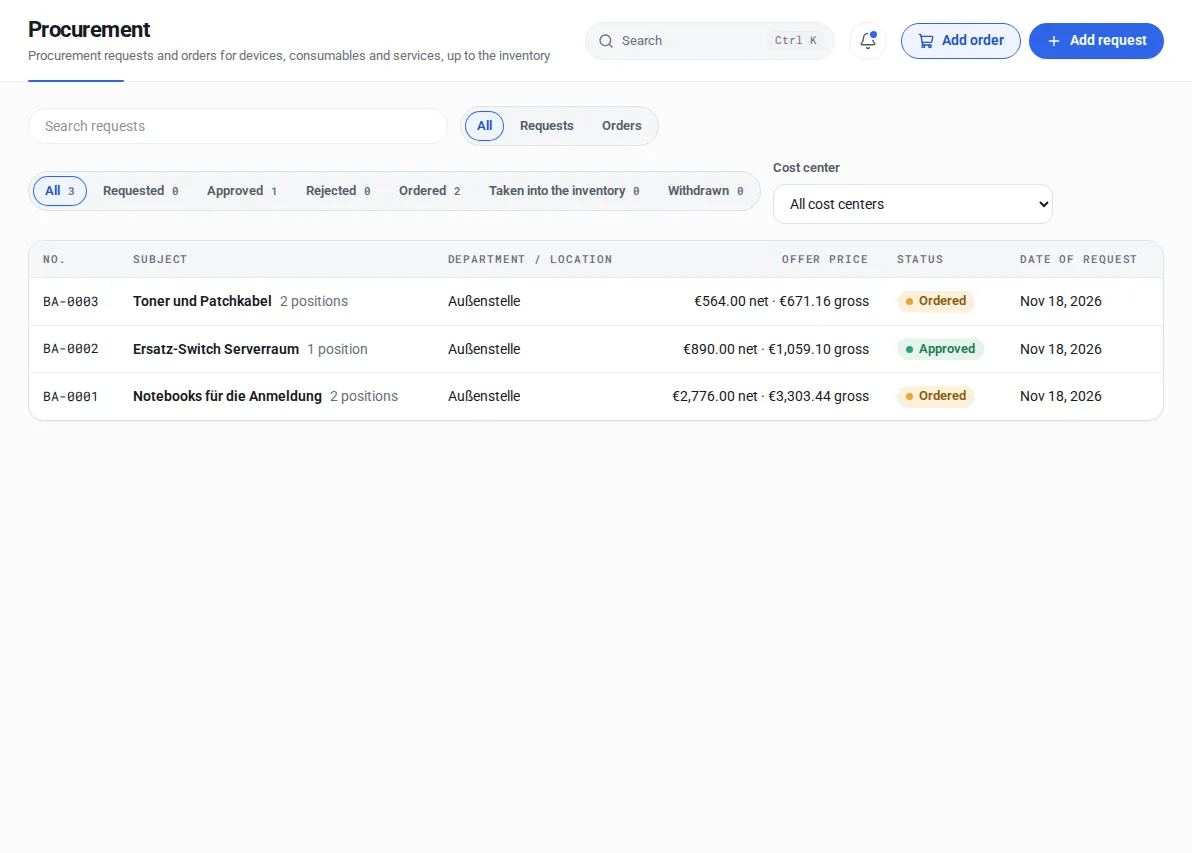 Procurement
Procurement requests and orders for devices, consumables and services, up to the inventory
Search Ctrl K
Add order
Add request
Search requests
All Requests Orders
Cost center
All 3 Requested 0 Approved 1 Rejected 0 Ordered 2 Taken into the inventory 0 Withdrawn 0
All cost centers
NO. SUBJECT DEPARTMENT / LOCATION OFFER PRICE STATUS DATE OF REQUEST
BA-0003 Toner und Patchkabel 2 positions Außenstelle €564.00 net · €671.16 gross Ordered Nov 18, 2026
BA-0002 Ersatz-Switch Serverraum 1 position Außenstelle €890.00 net · €1,059.10 gross Approved Nov 18, 2026
BA-0001 Notebooks für die Anmeldung 2 positions Außenstelle €2,776.00 net · €3,303.44 gross Ordered Nov 18, 2026